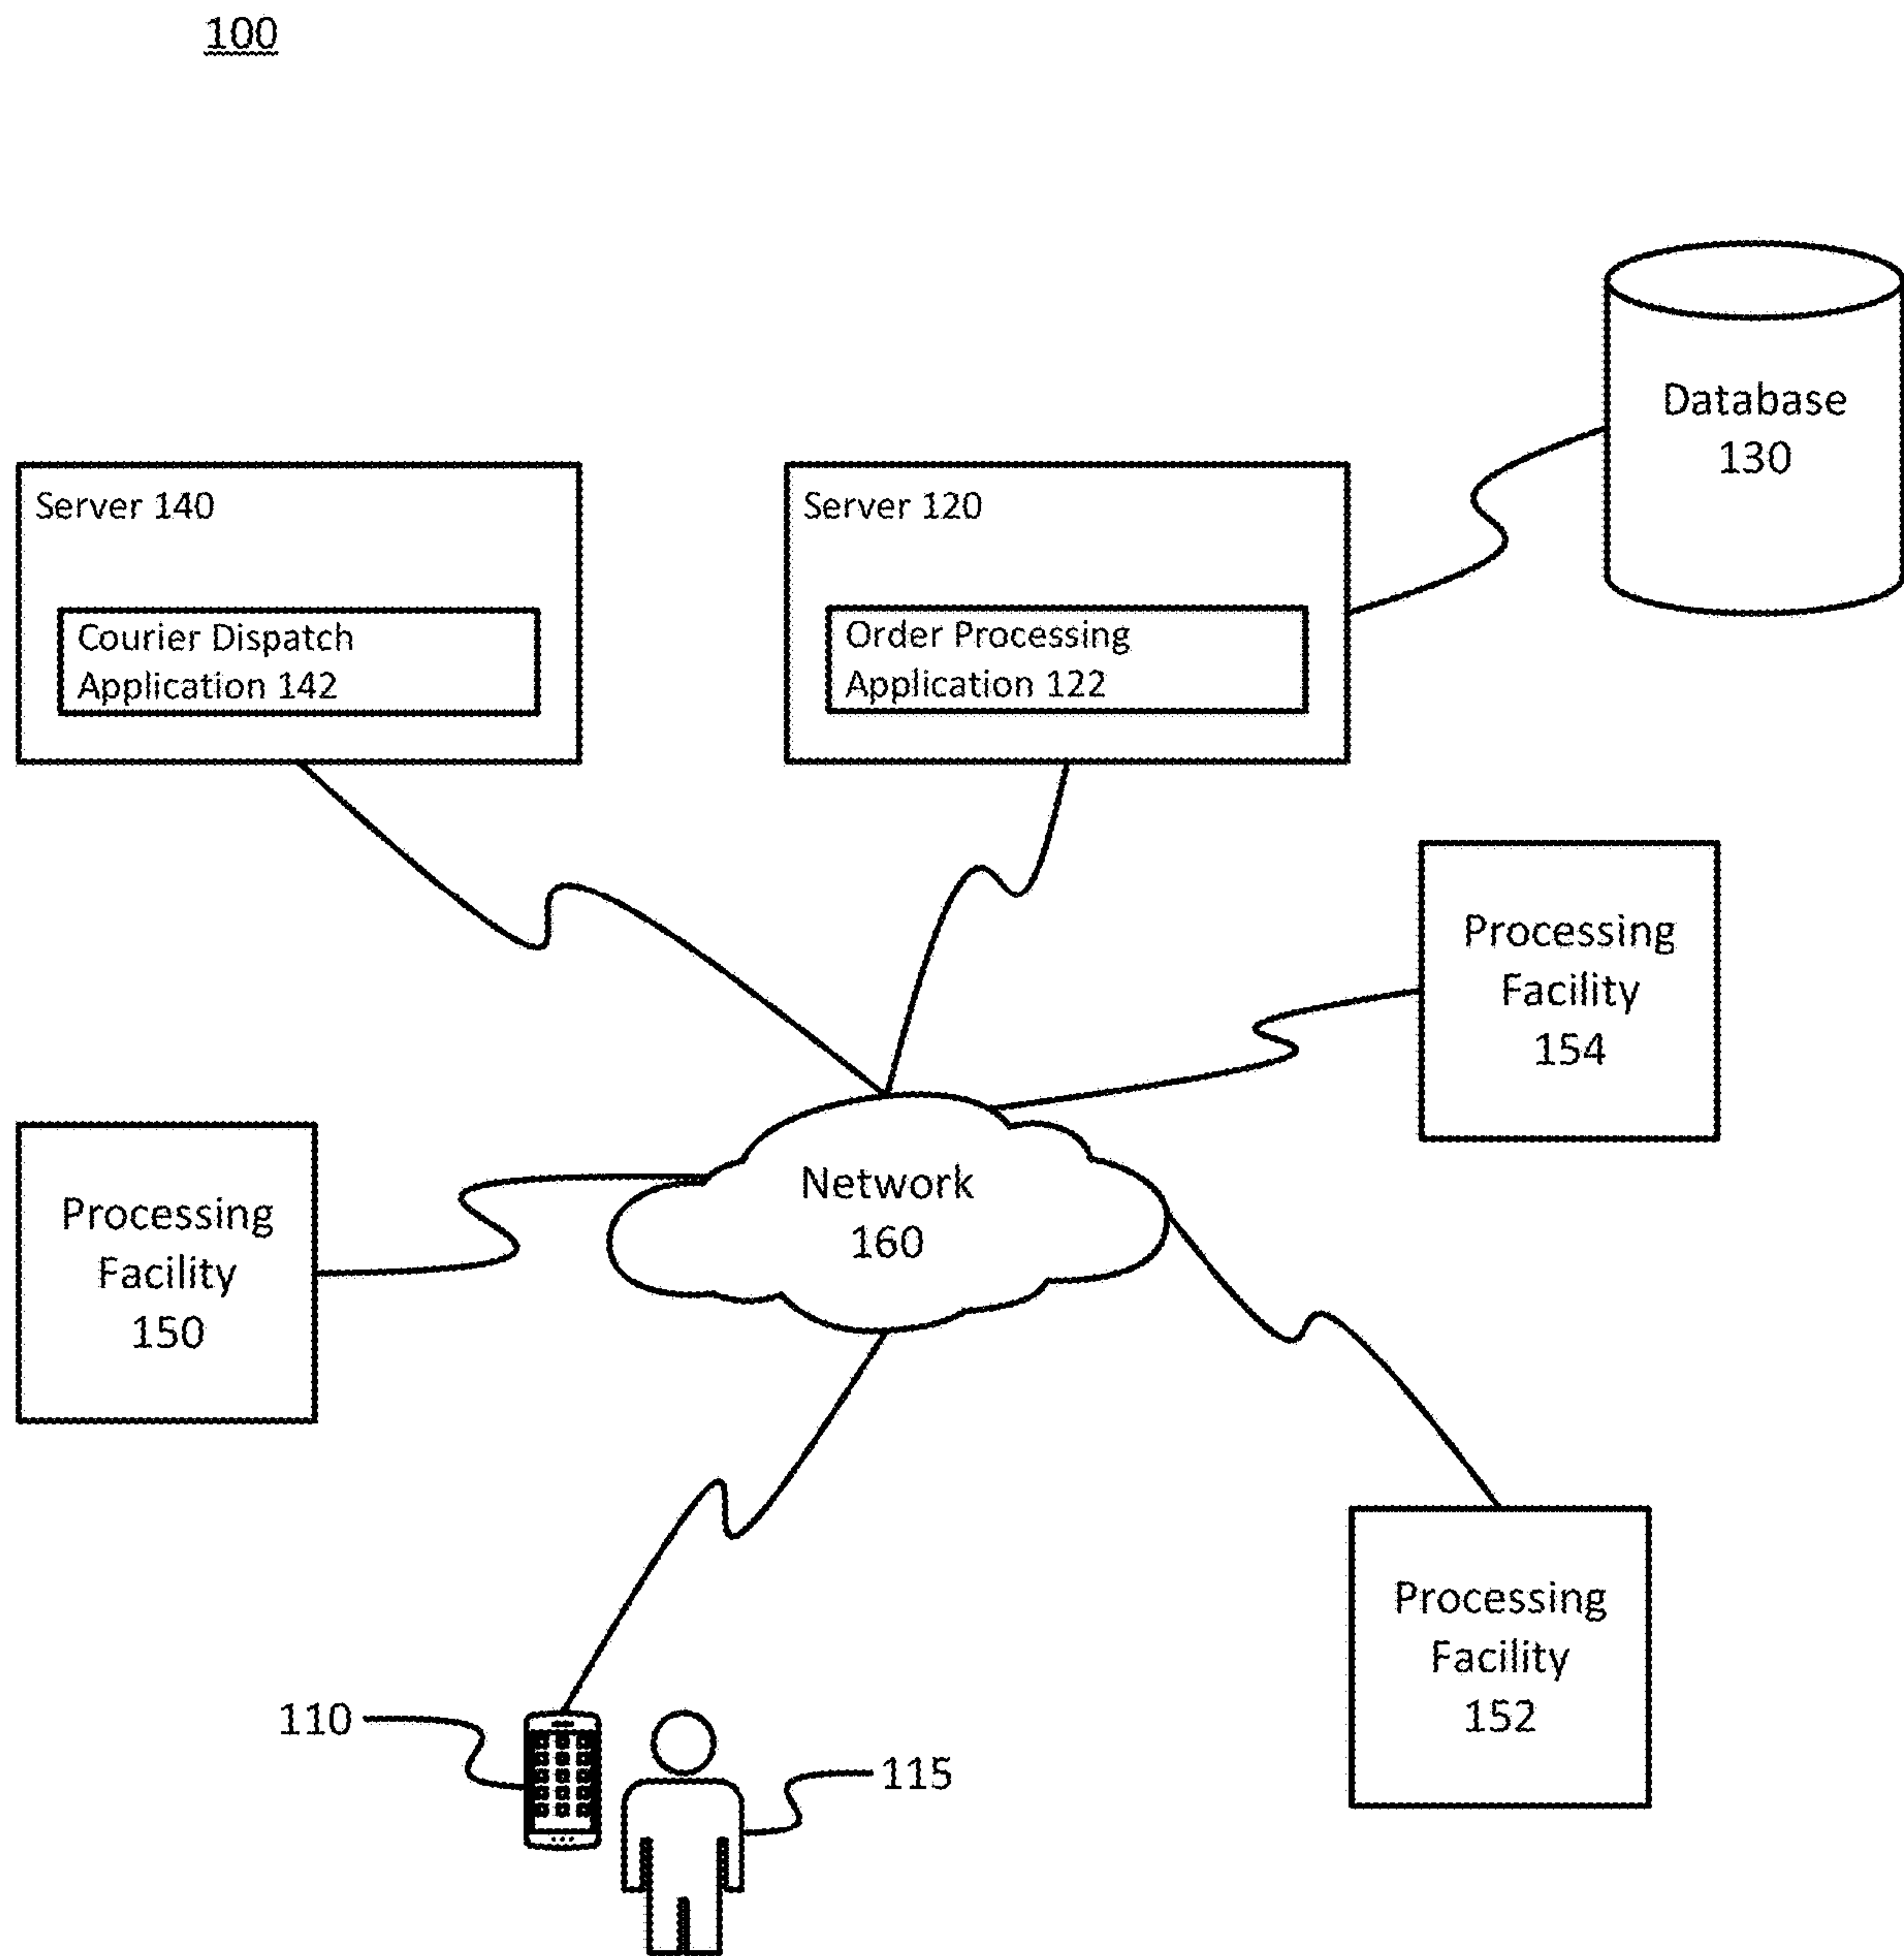 100
Database
130
Server 140
Courier Dispatch
Application 142
Server 120
Order Processing
Application 122
Processing
Facility
154
Processing
Facility
150
Network
160
Processing
Facility
152
110
115